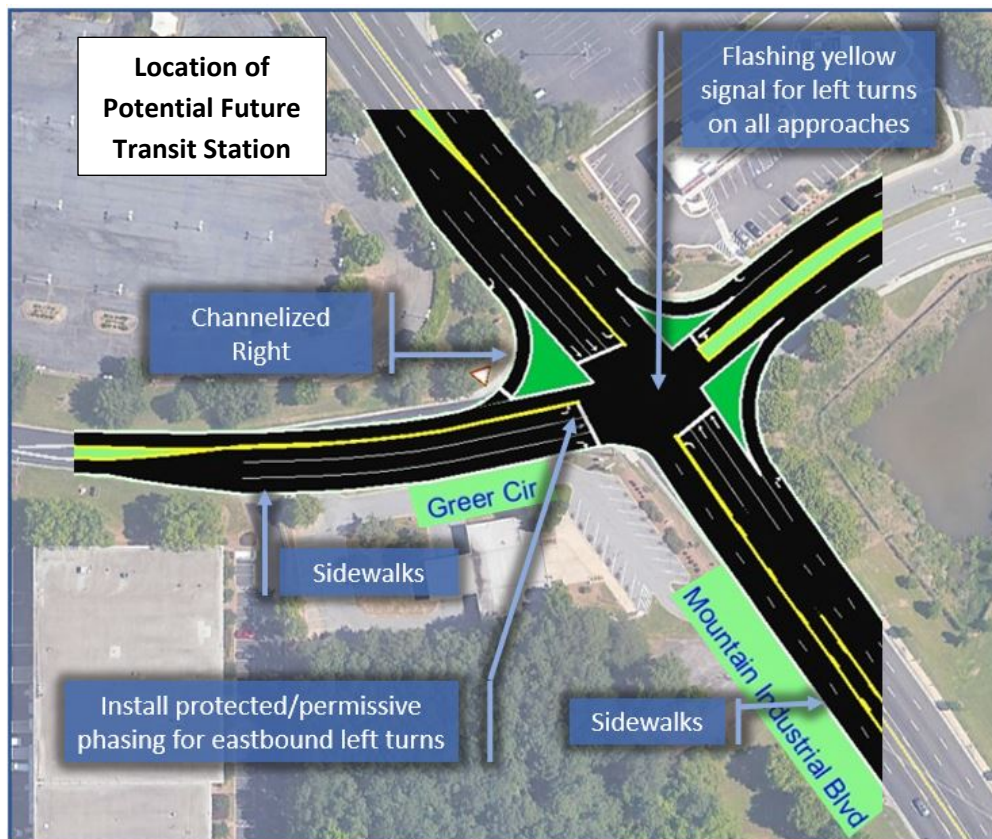 Location of
Potential Future
Transit Station
Flashing yellow
signal for left turns
on all approaches
Channelized
Right
Greer Cir
Sidewalks
Install protected/permissive
phasing for eastbound left turns
Sidewalks
Mountain Industrial Blvd